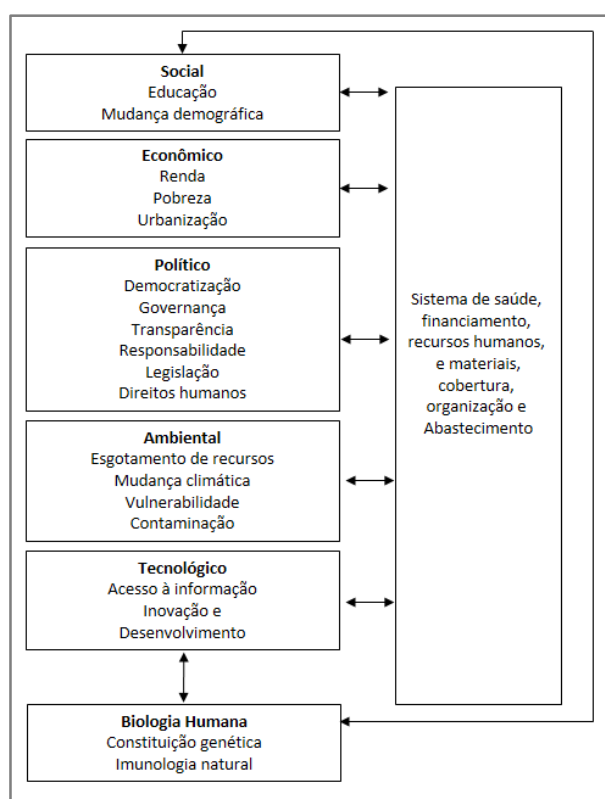 Social
Educação
Mudança demográfica
Econômico
Renda
Pobreza
Urbanização
Político
Democratização
Governança
Transparência
Responsabilidade
Legislação
Direitos humanos
Ambiental
Esgotamento de recursos
Mudança climática
Vulnerabilidade
Contaminação
Tecnológico
Acesso à informação
Inovação e
Desenvolvimento
Biologia Humana
Constituição genética
Imunologia natural
Sistema de saúde,
financiamento,
recursos humanos,
e materiais,
cobertura,
organização e
Abastecimento